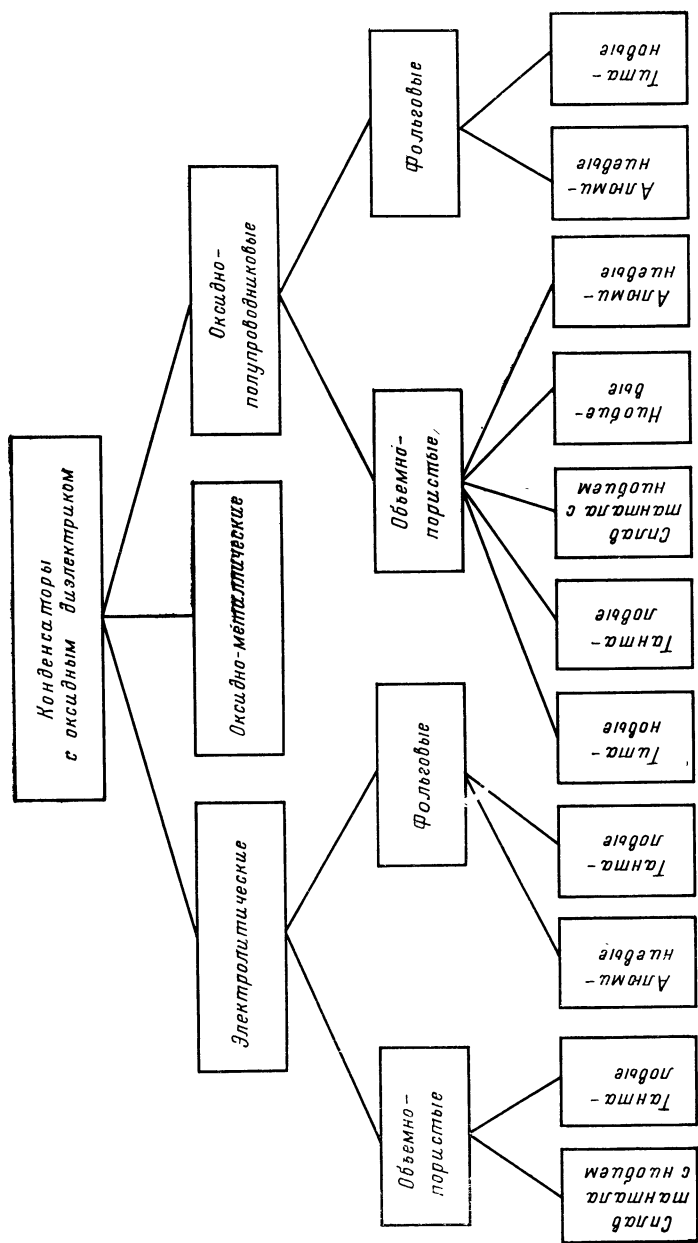 Конденсаторы
с оксидным диэлектриком
Электролитические
Оксидно-металлические
Оксидно-
полупроводниковые
Объемно-
пористые
Фольговые
Объемно-
пористые
Фольговые
Сплав
тантала
с ниобием
Танта-
ловые
Алюми-
ниевые
Танта-
ловые
Тита-
новые
Танта-
ловые
Сплав
тантала с
ниобием
Ниобие-
вые
Алюми-
ниевые
Алюми-
ниевые
Тита-
новые